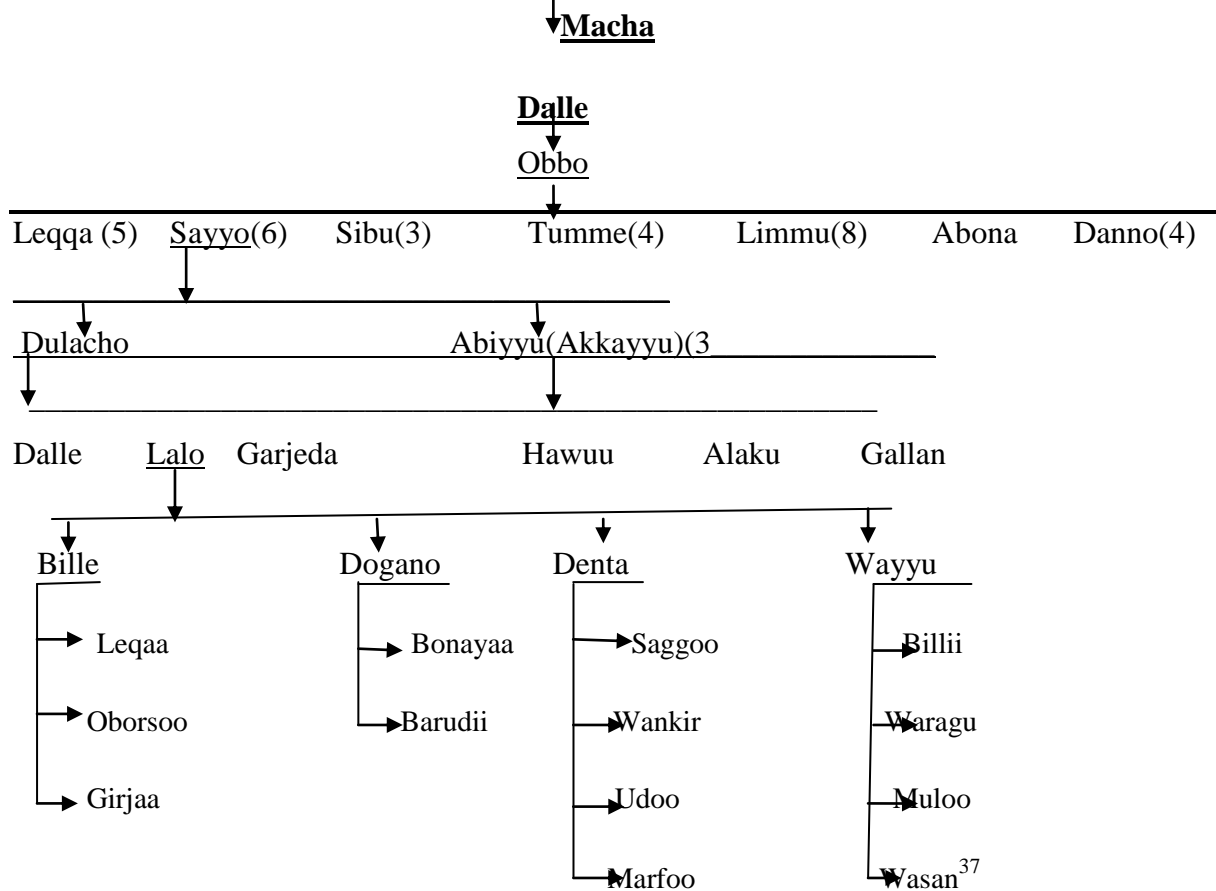 Macha
Dalle
Obbo
Leqqa (5) Sayyo(6) Sibu(3) Tumme(4) Limmu(8) Abona Danno(4)
Dulacho Abiyyu(Akkayyu)(3
Dalle Lalo Garjeda Hawuu Alaku Gallan
Bille Dogano Denta Wayyu
Leqaa Bonayaa Saggoo Billii
Oborsoo Barudii Wankir Waragu
Girjaa Udoo Muloo
Marfoo Wasan37